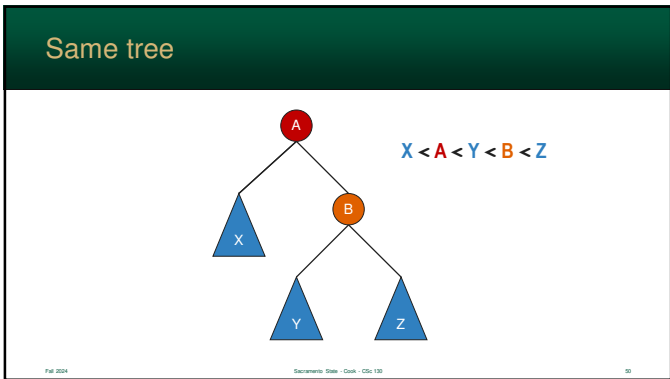 Same tree
A
X < A < Y < B < Z
B
X
Y
Z
Fall 2024
Sacramento State - Cook - CSc 130
50